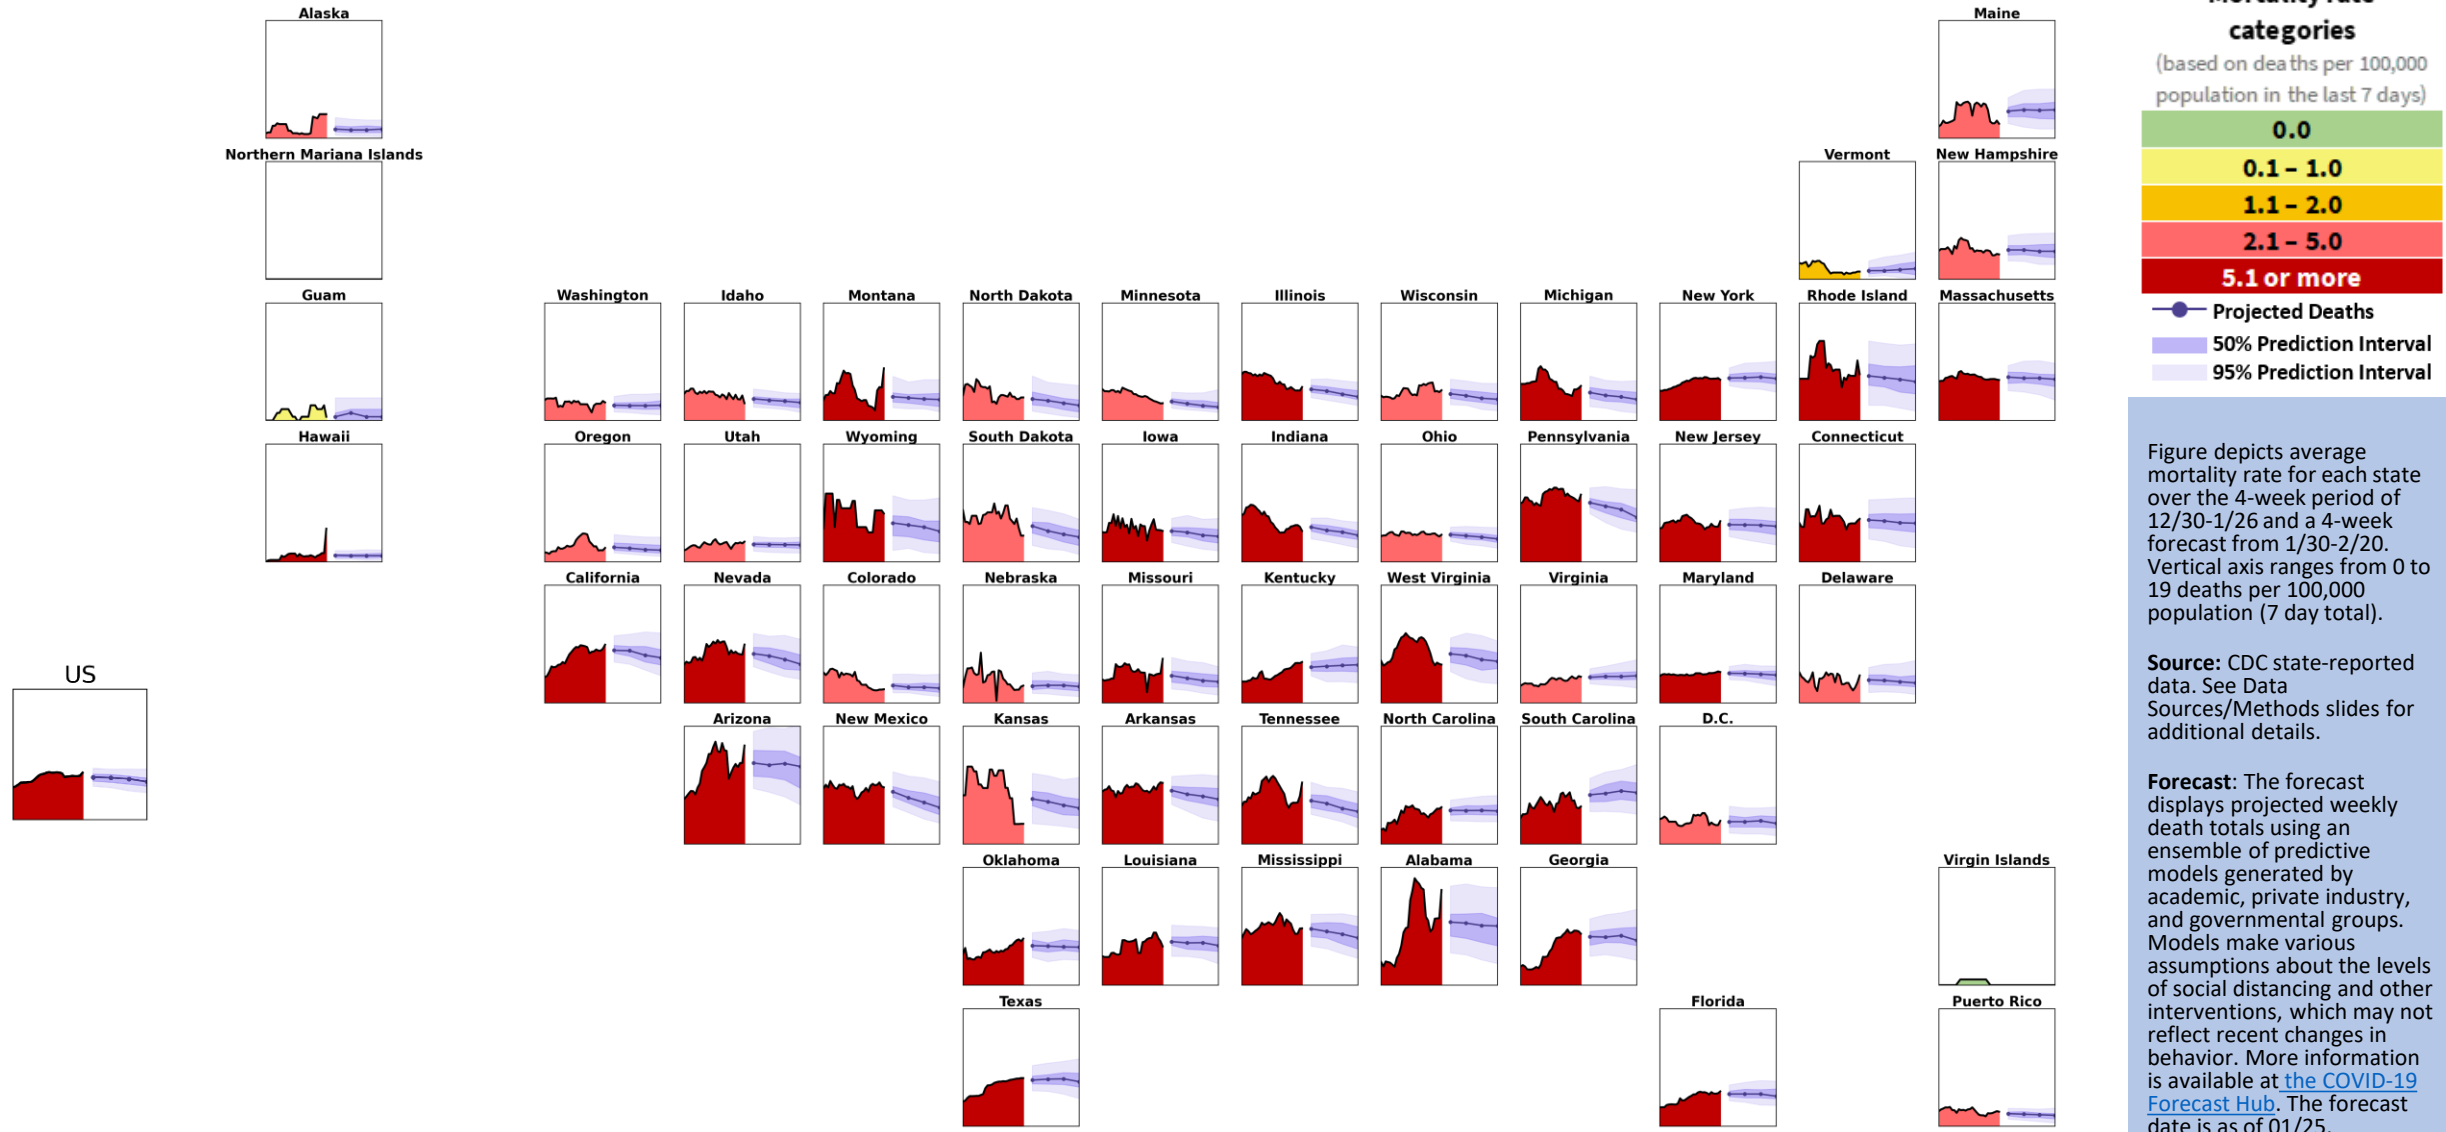 Alaska
Maine
Mortality rate
categories
(based on deaths per 100,000
population in the last 7 days)
0.0
0.1 – 1.0
1.1 – 2.0
2.1 – 5.0
5.1 or more
Projected Deaths
50% Prediction Interval
95% Prediction Interval
Northern Mariana Islands
Vermont
New Hampshire
Guam
Washington
Idaho
Montana
North Dakota
Minnesota
Illinois
Wisconsin
Michigan
New York
Rhode Island
Massachusetts
Hawaii
Oregon
Utah
Wyoming
South Dakota
Iowa
Indiana
Ohio
Pennsylvania
New Jersey
Connecticut
California
Nevada
Colorado
Nebraska
Missouri
Kentucky
West Virginia
Virginia
Maryland
Delaware
US
Arizona
New Mexico
Kansas
Arkansas
Tennessee
North Carolina
South Carolina
D.C.
Oklahoma
Louisiana
Mississippi
Alabama
Georgia
Virgin Islands
Texas
Florida
Puerto Rico
Figure depicts average
mortality rate for each state
over the 4-week period of
12/30-1/26 and a 4-week
forecast from 1/30-2/20.
Vertical axis ranges from 0 to
19 deaths per 100,000
population (7 day total).
Source: CDC state-reported
data. See Data
Sources/Methods slides for
additional details.
Forecast: The forecast
displays projected weekly
death totals using an
ensemble of predictive
models generated by
academic, private industry,
and governmental groups.
Models make various
assumptions about the levels
of social distancing and other
interventions, which may not
reflect recent changes in
behavior. More information
is available at the COVID-19
Forecast Hub. The forecast
date is as of 01/25.